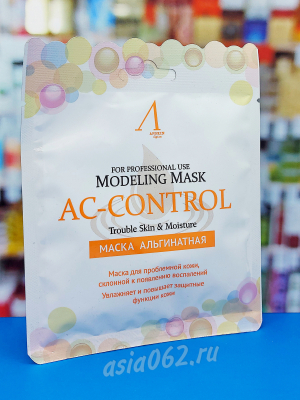 FOR PROFESSIONAL USE
MODELING MASK
AC-CONTROL
Trouble Skin & Moisture
МАСКА АЛЬГИНАТНАЯ
Маска для проблемной кожи,
склонной к появлению воспалений
Увлажняет и повышает защитные
функции кожи
asia062.ru